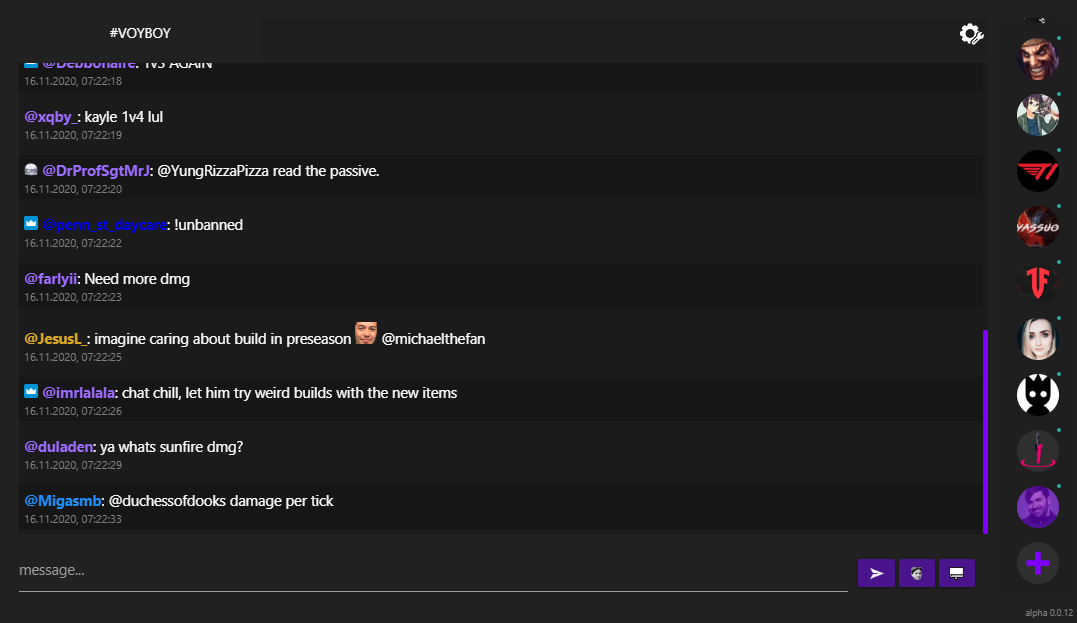 #VOYBOY
@Debbonaire: 1v5 AGAIN
16.11.2020, 07:22:18
@xqby_: kayle 1v4 lul
16.11.2020, 07:22:19
@DrProfSgtMrJ: @YungRizzaPizza read the passive.
16.11.2020, 07:22:20
@penn_st_daycare: !unbanned
16.11.2020, 07:22:22
@farlyii: Need more dmg
16.11.2020, 07:22:23
@JesusL_: imagine caring about build in preseason @michaelthefan
16.11.2020, 07:22:25
@imrlalala: chat chill, let him try weird builds with the new items
16.11.2020, 07:22:26
@duladen: ya whats sunfire dmg?
16.11.2020, 07:22:29
@Migasmb: @duchessofdooks damage per tick
16.11.2020, 07:22:33
message...
YASSUO
alpha 0.0.12